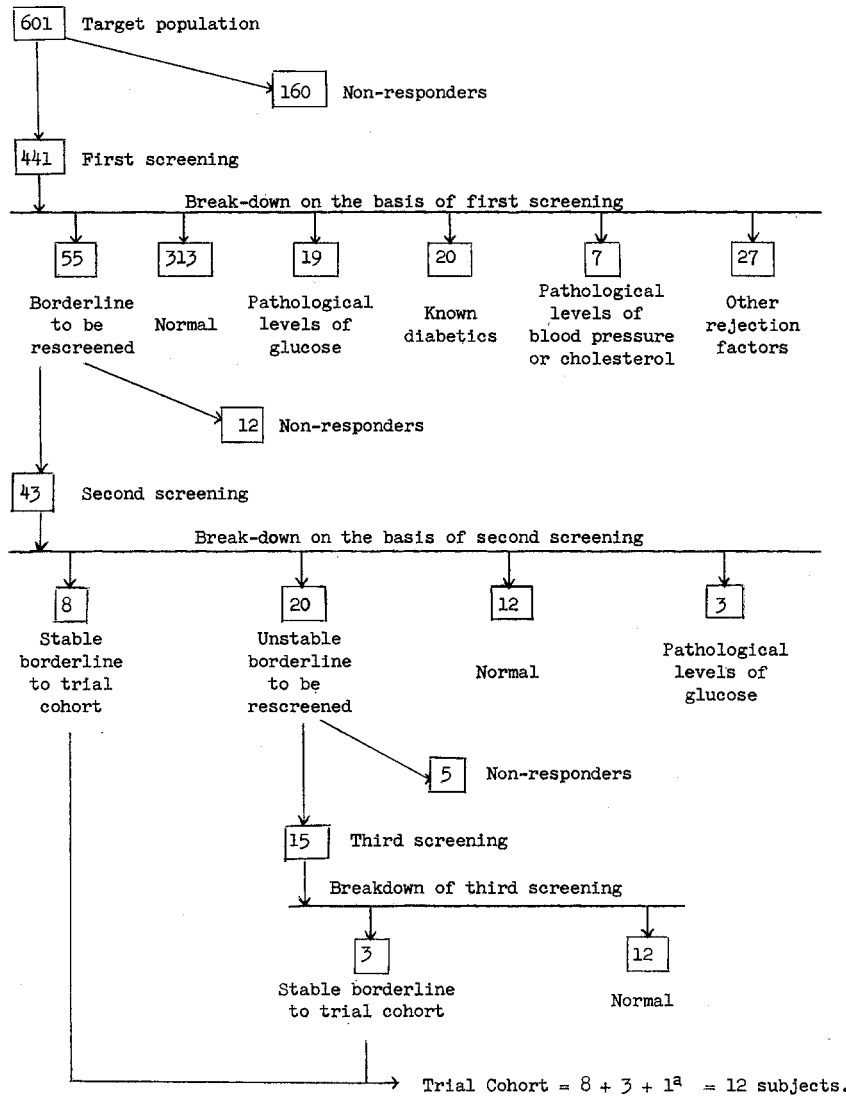 601 Target population
160 Non-responders
441 First screening
Break-down on the basis of first screening
55 313 19 20 7 27
Borderline
to be
rescreened
Normal
Pathological
levels of
glucose
Known
diabetics
Pathological
levels of
blood pressure
or cholesterol
Other
rejection
factors
12 Non-responders
43 Second screening
Break-down on the basis of second screening
8 20 12 3
Stable
borderline
to trial
cohort
Unstable
borderline
to be
rescreened
Normal
Pathological
levels of
glucose
5 Non-responders
15 Third screening
Breakdown of third screening
3 12
Stable borderline
to trial cohort
Normal
Trial Cohort = 8 + 3 + 1ª = 12 subjects.